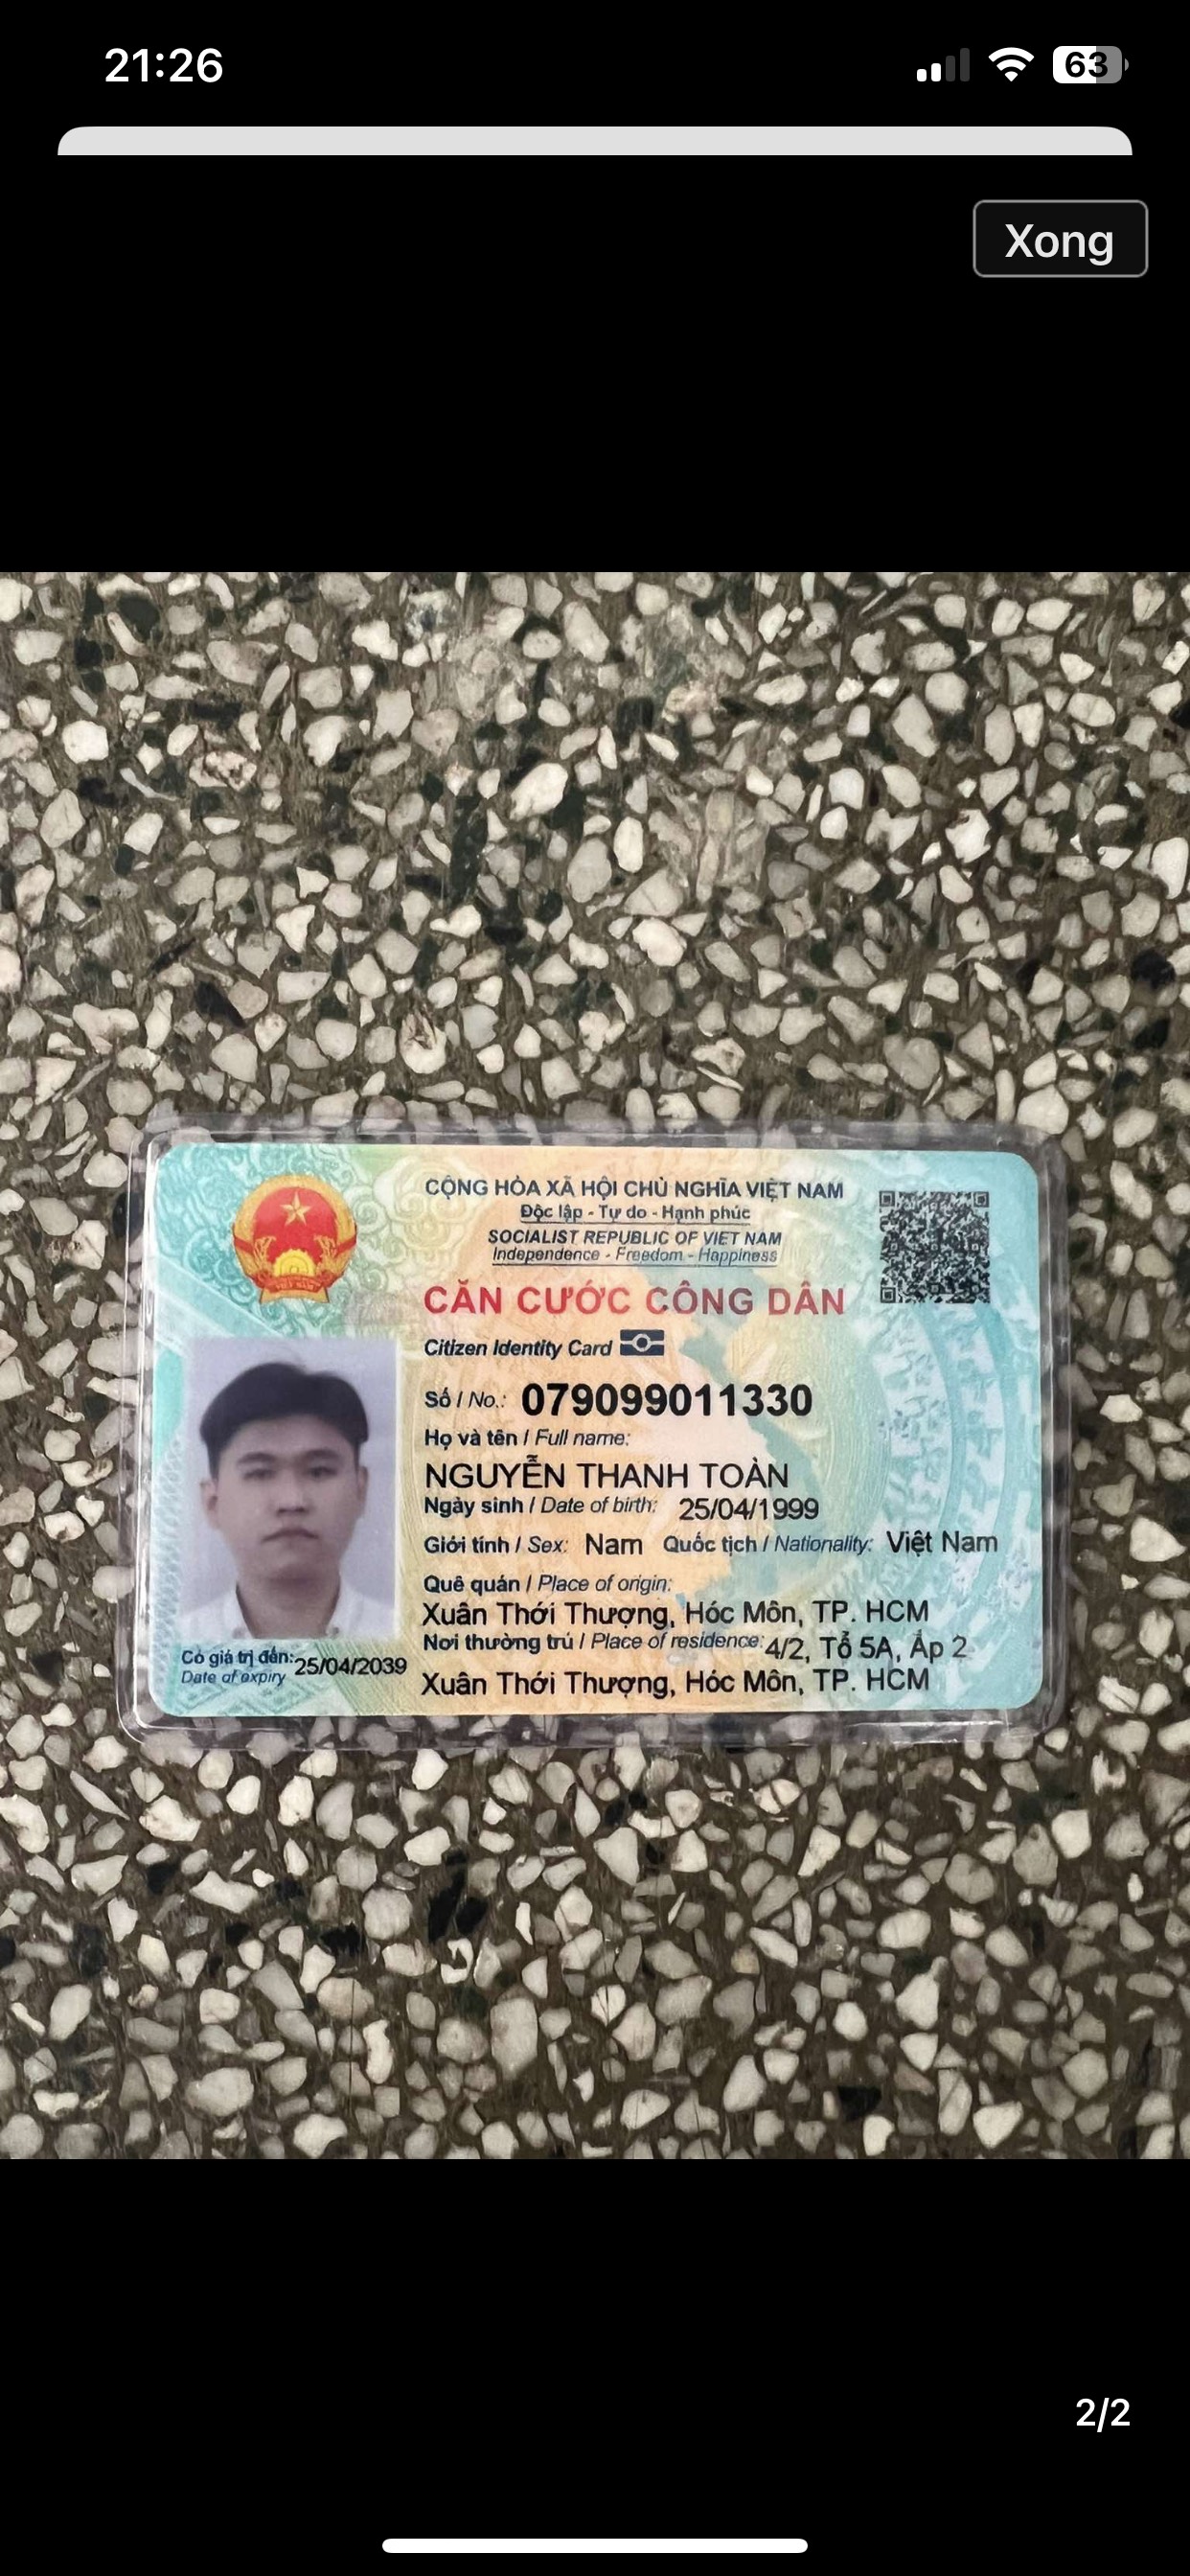 21:26
63
Xong
CỘNG HÒA XÃ HỘI CHỦ NGHĨA VIỆT NAM
Độc lập - Tự do - Hạnh phúc
SOCIALIST REPUBLIC OF VIET NAM
Independence - Freedom - Happiness
CĂN CƯỚC CÔNG DÂN
Citizen Identity Card
Số / No.: 079099011330
Họ và tên / Full name:
NGUYỄN THANH TOÀN
Ngày sinh / Date of birth: 25/04/1999
Giới tính / Sex: Nam Quốc tịch / Nationality: Việt Nam
Quê quán / Place of origin:
Xuân Thới Thượng, Hóc Môn, TP. HCM
Nơi thường trú / Place of residence: 4/2, Tổ 5A, Ấp 2
Xuân Thới Thượng, Hóc Môn, TP. HCM
Có giá trị đến: 25/04/2039
Date of expiry
2/2